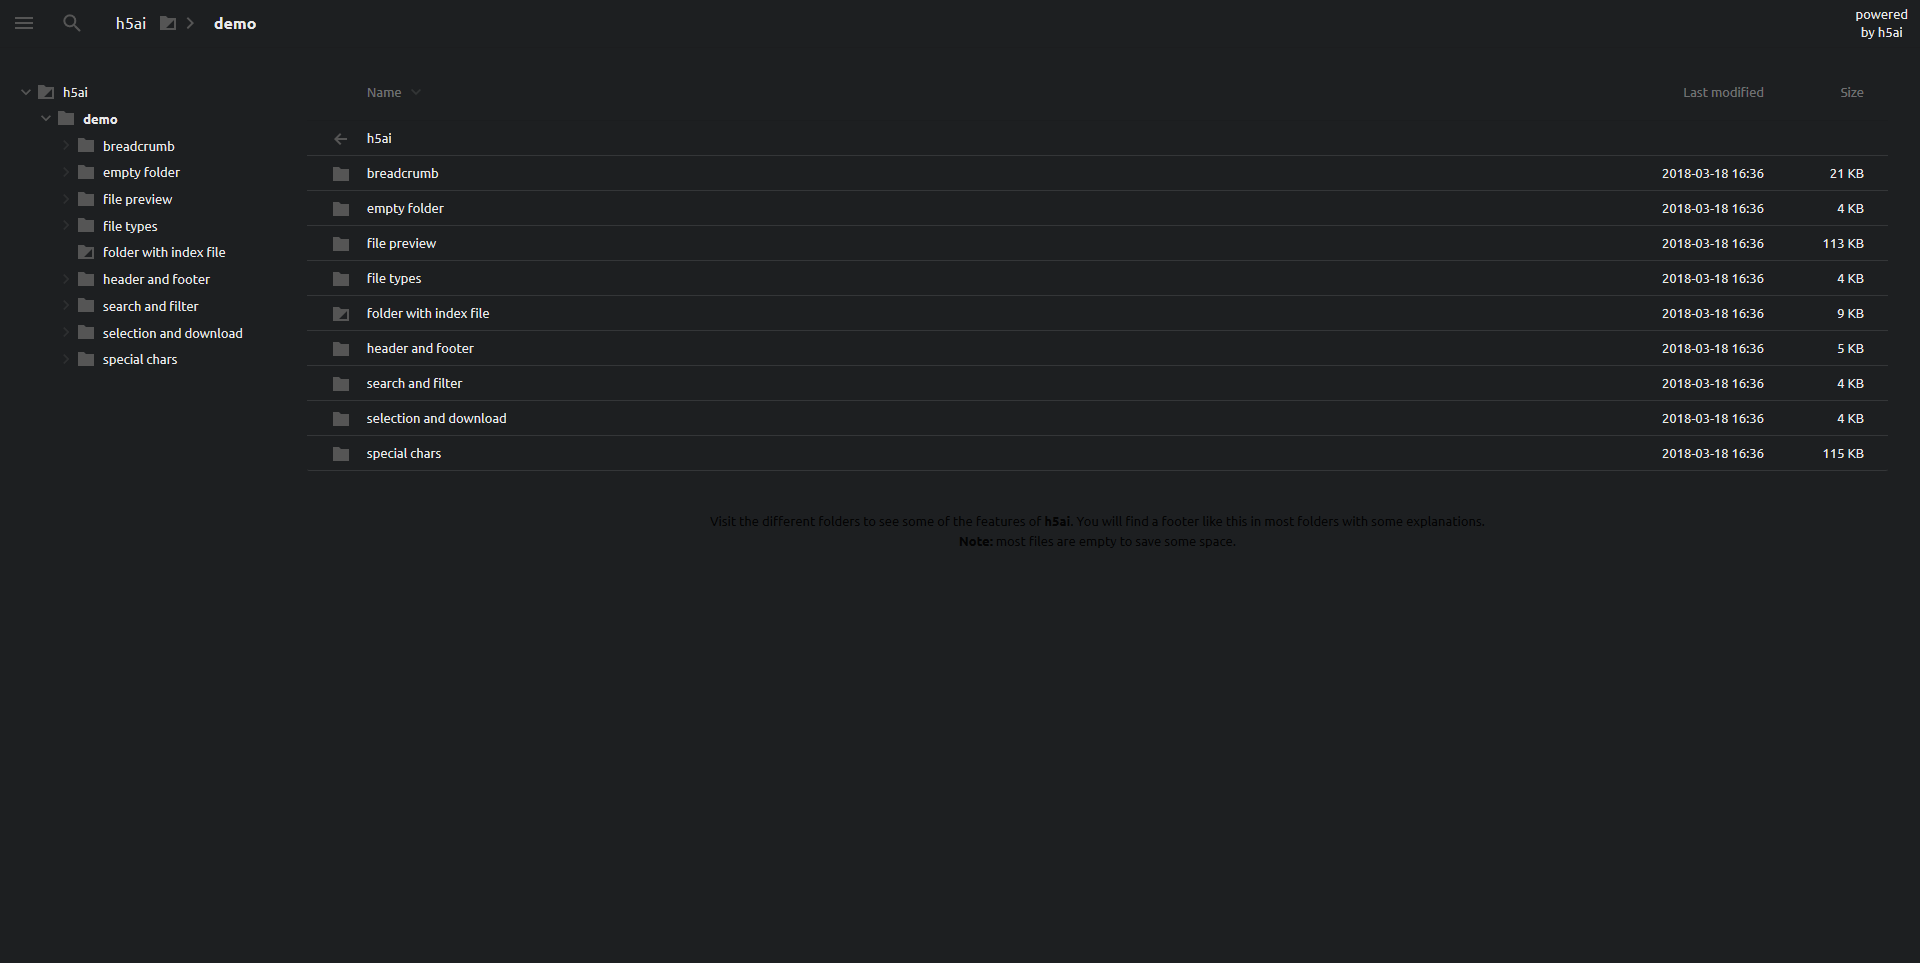 h5ai demo
powered
by h5ai
h5ai
demo
breadcrumb
empty folder
file preview
file types
folder with index file
header and footer
search and filter
selection and download
special chars
Name Last modified Size
h5ai
breadcrumb 2018-03-18 16:36 21 KB
empty folder 2018-03-18 16:36 4 KB
file preview 2018-03-18 16:36 113 KB
file types 2018-03-18 16:36 4 KB
folder with index file 2018-03-18 16:36 9 KB
header and footer 2018-03-18 16:36 5 KB
search and filter 2018-03-18 16:36 4 KB
selection and download 2018-03-18 16:36 4 KB
special chars 2018-03-18 16:36 115 KB
Visit the different folders to see some of the features of h5ai. You will find a footer like this in most folders with some explanations.
Note: most files are empty to save some space.